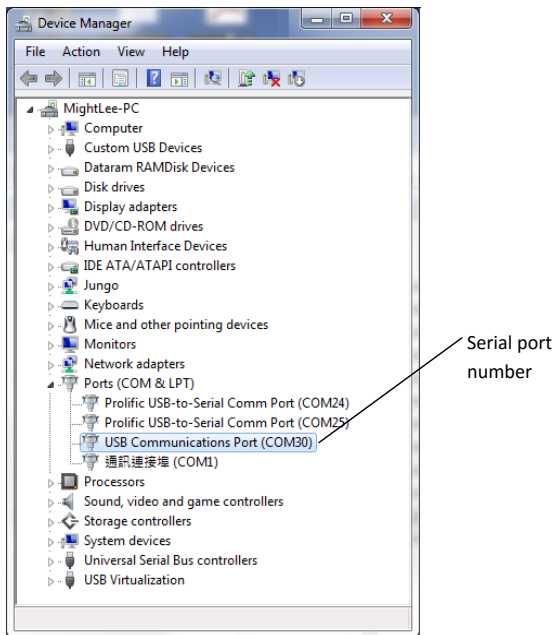 Device Manager
File Action View Help
MightLee-PC
Computer
Custom USB Devices
Dataram RAMDisk Devices
Disk drives
Display adapters
DVD/CD-ROM drives
Human Interface Devices
IDE ATA/ATAPI controllers
Jungo
Keyboards
Mice and other pointing devices
Monitors
Network adapters
Ports (COM & LPT)
Prolific USB-to-Serial Comm Port (COM24)
Prolific USB-to-Serial Comm Port (COM25)
USB Communications Port (COM30)
通訊連接埠 (COM1)
Processors
Sound, video and game controllers
Storage controllers
System devices
Universal Serial Bus controllers
USB Virtualization
Serial port
number